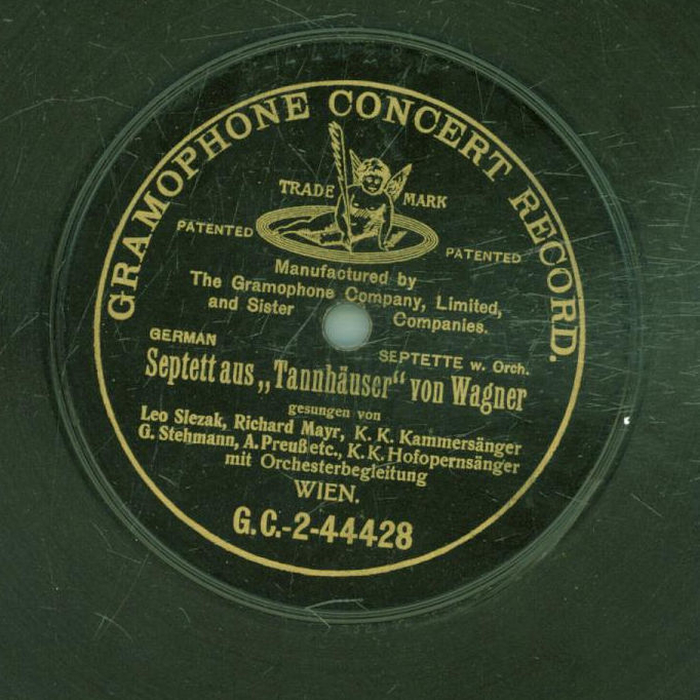 GRAMOPHONE CONCERT RECORD.
TRADE MARK
PATENTED PATENTED
Manufactured by
The Gramophone Company, Limited,
and Sister Companies.
GERMAN SEPTETTE w. Orch.
Septett aus „Tannhäuser“ von Wagner
gesungen von
Leo Slezak, Richard Mayr, K. K. Kammersänger
G. Stehmann, A. Preuß etc., K. K. Hofopernsänger
mit Orchesterbegleitung
WIEN.
G.C.-2-44428